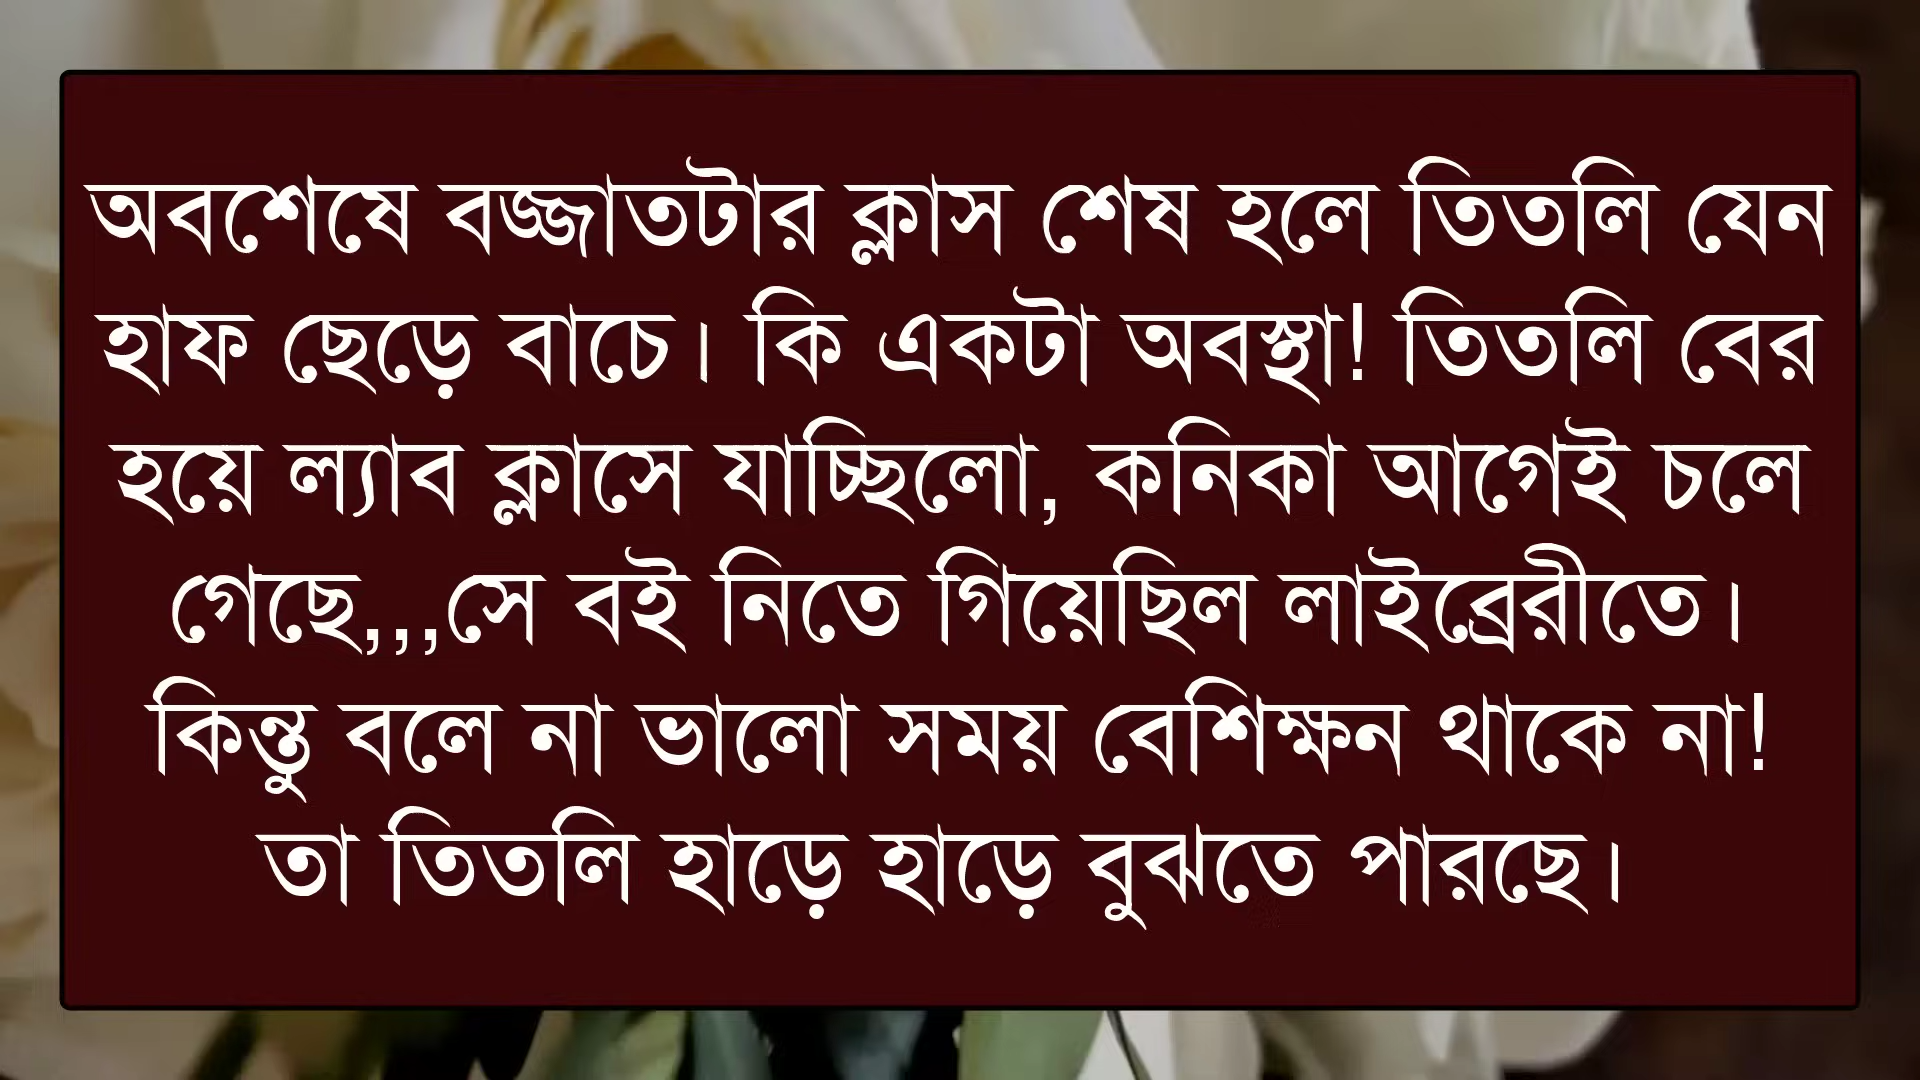 অবশেষে বজ্জাতটার ক্লাস শেষ হলে তিতলি যেন
হাফ ছেড়ে বাচে। কি একটা অবস্থা! তিতলি বের
হয়ে ল্যাব ক্লাসে যাচ্ছিলো, কনিকা আগেই চলে
গেছে,,,সে বই নিতে গিয়েছিল লাইব্রেরীতে।
কিন্তু বলে না ভালো সময় বেশিক্ষন থাকে না!
তা তিতলি হাড়ে হাড়ে বুঝতে পারছে।